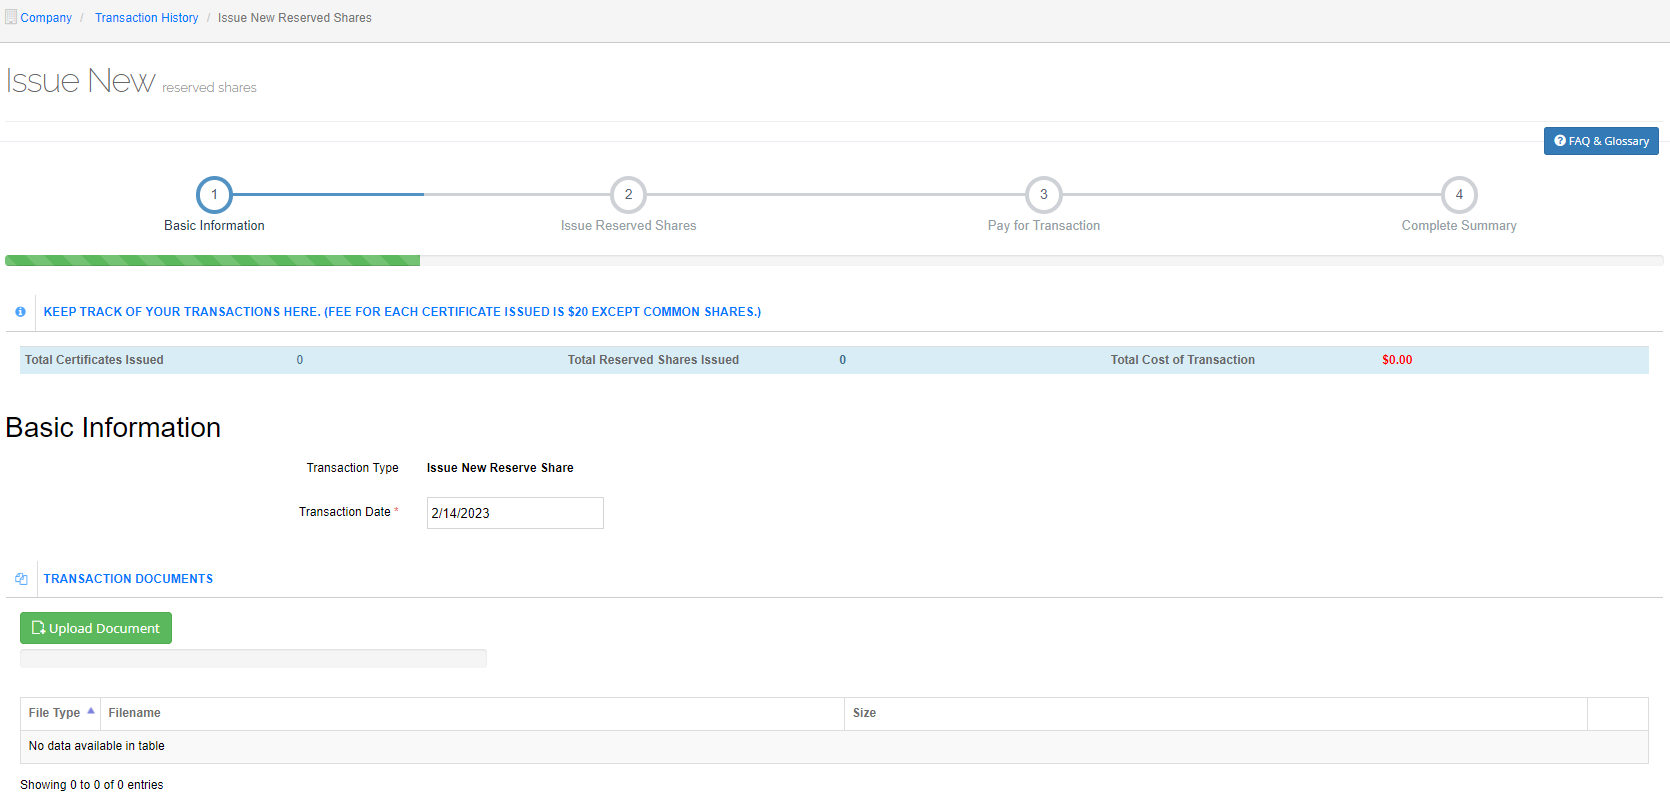 Company / Transaction History / Issue New Reserved Shares
Issue New reserved shares
FAQ & Glossary
1 2 3 4
Basic Information Issue Reserved Shares Pay for Transaction Complete Summary
KEEP TRACK OF YOUR TRANSACTIONS HERE. (FEE FOR EACH CERTIFICATE ISSUED IS $20 EXCEPT COMMON SHARES.)
Total Certificates Issued 0 Total Reserved Shares Issued 0 Total Cost of Transaction $0.00
Basic Information
Transaction Type Issue New Reserve Share
Transaction Date * 2/14/2023
TRANSACTION DOCUMENTS
Upload Document
File Type Filename Size
No data available in table
Showing 0 to 0 of 0 entries